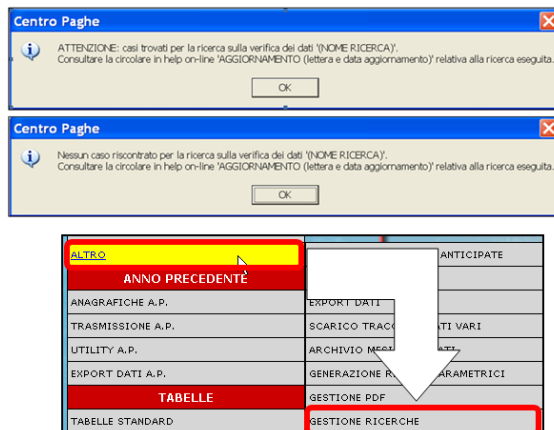 Centro Paghe
ATTENZIONE: casi trovati per la ricerca sulla verifica dei dati '(NOME RICERCA)'.
Consultare la circolare in help on-line 'AGGIORNAMENTO (lettera e data aggiornamento)' relativa alla ricerca eseguita.
OK
Centro Paghe
Nessun caso riscontrato per la ricerca sulla verifica dei dati '(NOME RICERCA)'.
Consultare la circolare in help on-line 'AGGIORNAMENTO (lettera e data aggiornamento)' relativa alla ricerca eseguita.
OK
ALTRO
ANTICIPATE
ANNO PRECEDENTE
ANAGRAFICHE A.P.
EXPORT DATI
TRASMISSIONE A.P.
SCARICO VARI
UTILITY A.P.
ARCHIVIO
EXPORT DATI A.P.
GENERAZIONE
TABELLE
GESTIONE PDF
TABELLE STANDARD
GESTIONE RICERCHE